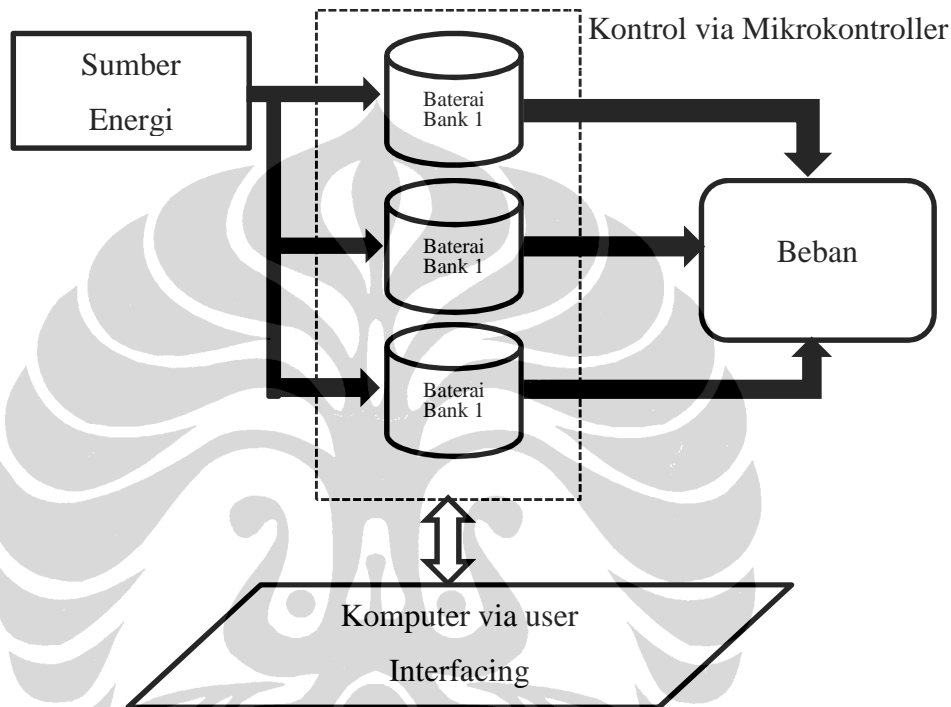 Kontrol via Mikrokontroller
Sumber
Energi
Baterai
Bank 1
Baterai
Bank 1
Beban
Baterai
Bank 1
Komputer via user
Interfacing